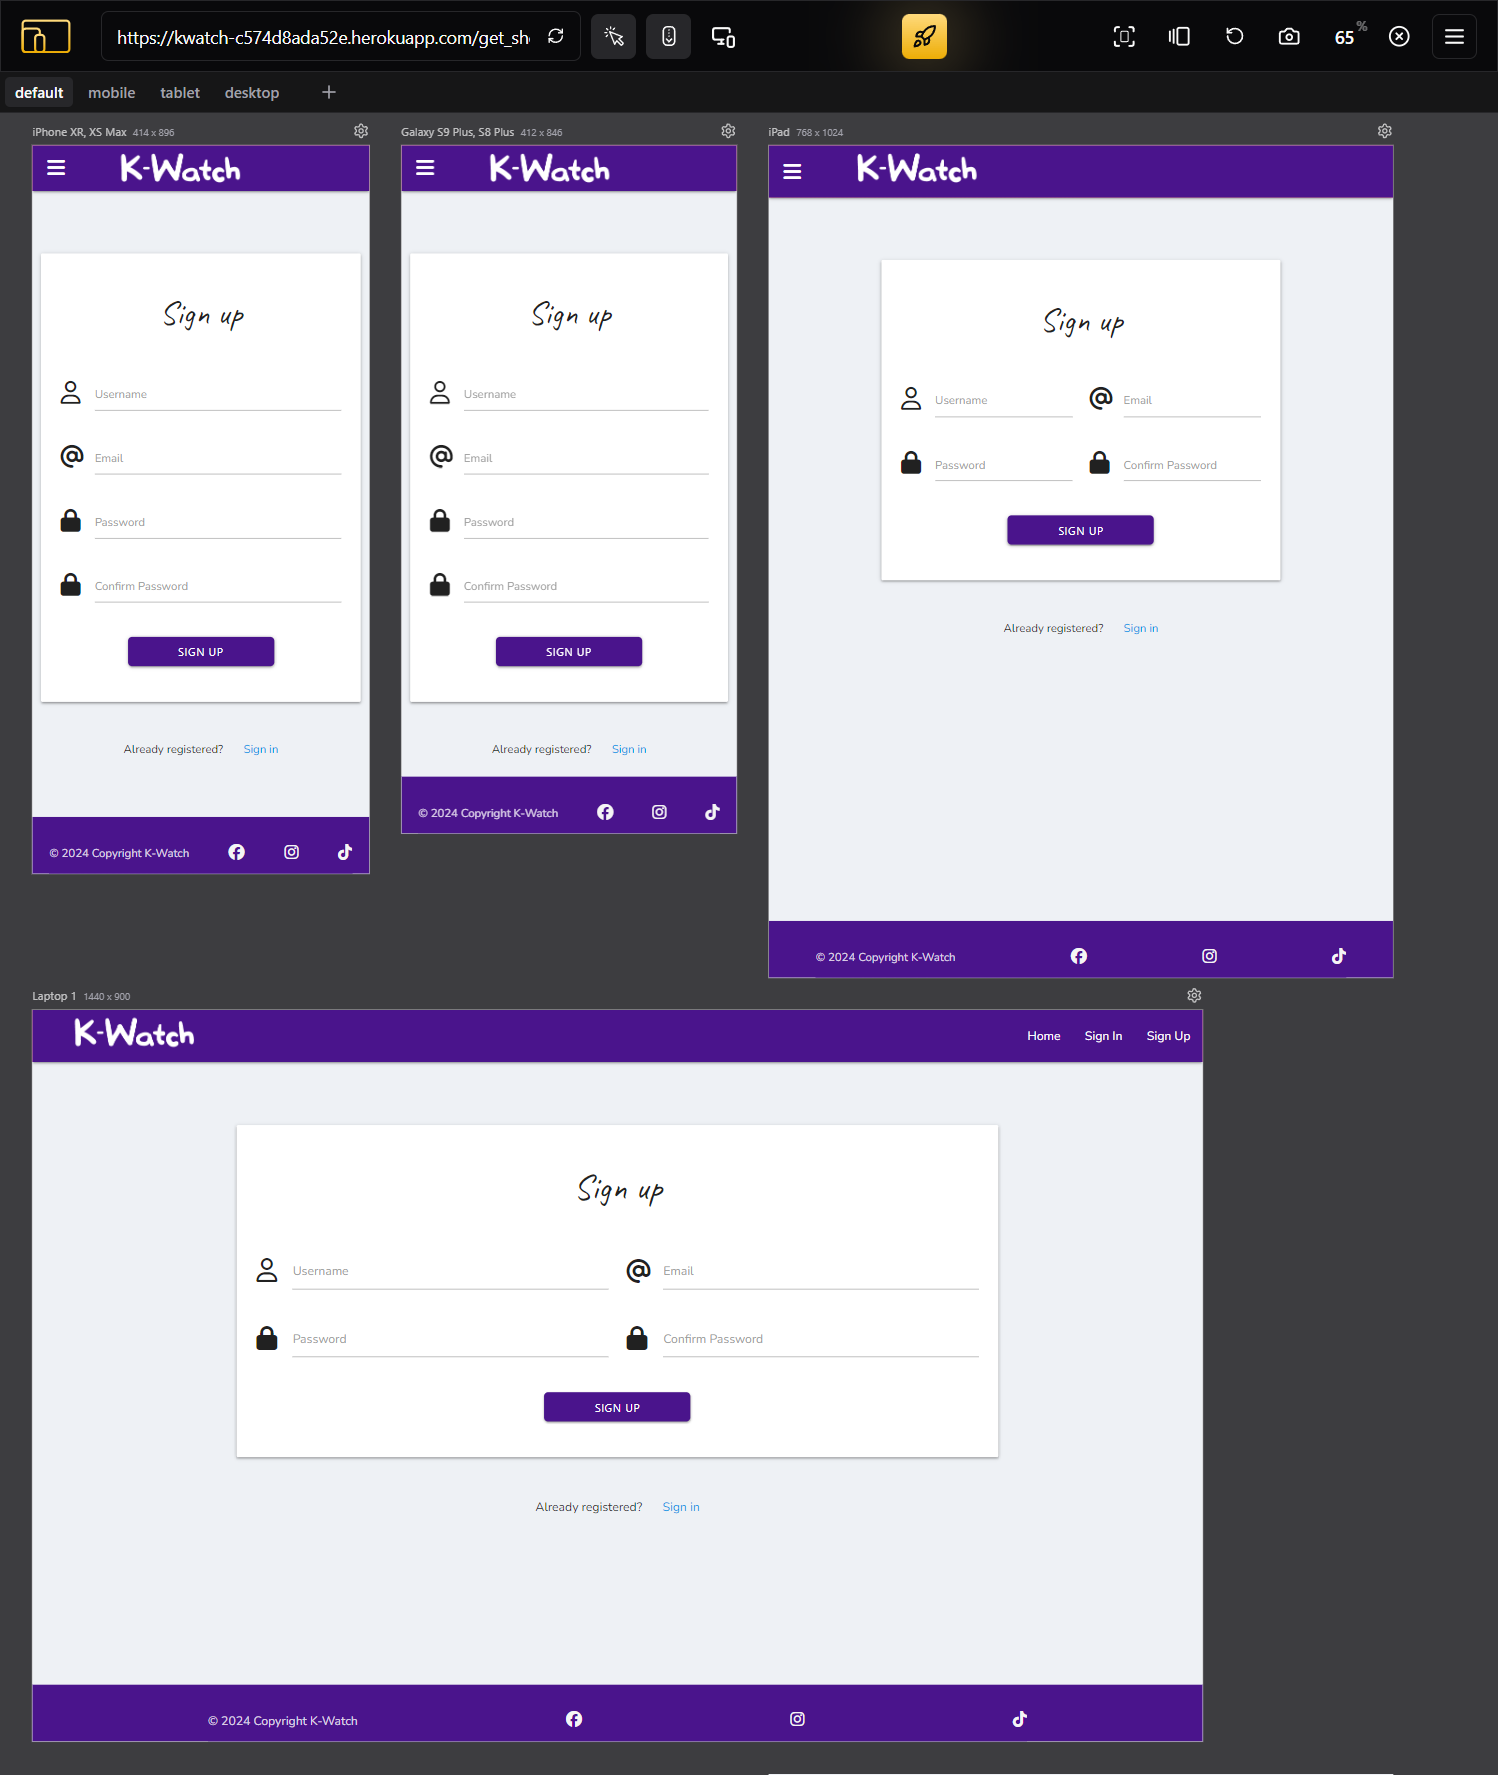 https://kwatch-c574d8ada52e.herokuapp.com/get_sh
65 %
default mobile tablet desktop
iPhone XR, XS Max 414 x 896
K-Watch
Sign up
Username
Email
Password
Confirm Password
SIGN UP
Already registered? Sign in
© 2024 Copyright K-Watch
Galaxy S9 Plus, S8 Plus 412 x 846
K-Watch
Sign up
Username
Email
Password
Confirm Password
SIGN UP
Already registered? Sign in
© 2024 Copyright K-Watch
iPad 768 x 1024
K-Watch
Sign up
Username Email
Password Confirm Password
SIGN UP
Already registered? Sign in
© 2024 Copyright K-Watch
Laptop 1 1440 x 900
K-Watch Home Sign In Sign Up
Sign up
Username Email
Password Confirm Password
SIGN UP
Already registered? Sign in
© 2024 Copyright K-Watch